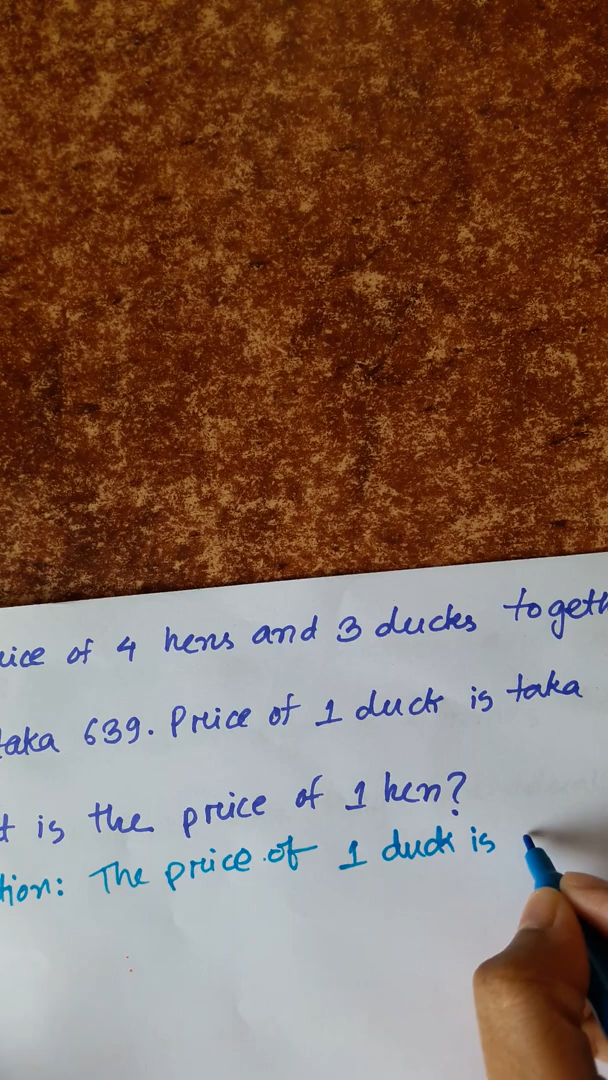 ice of 4 hens and 3 ducks togeth
taka 639. Price of 1 duck is taka
t is the price of 1 hen?
tion: The price of 1 duck is